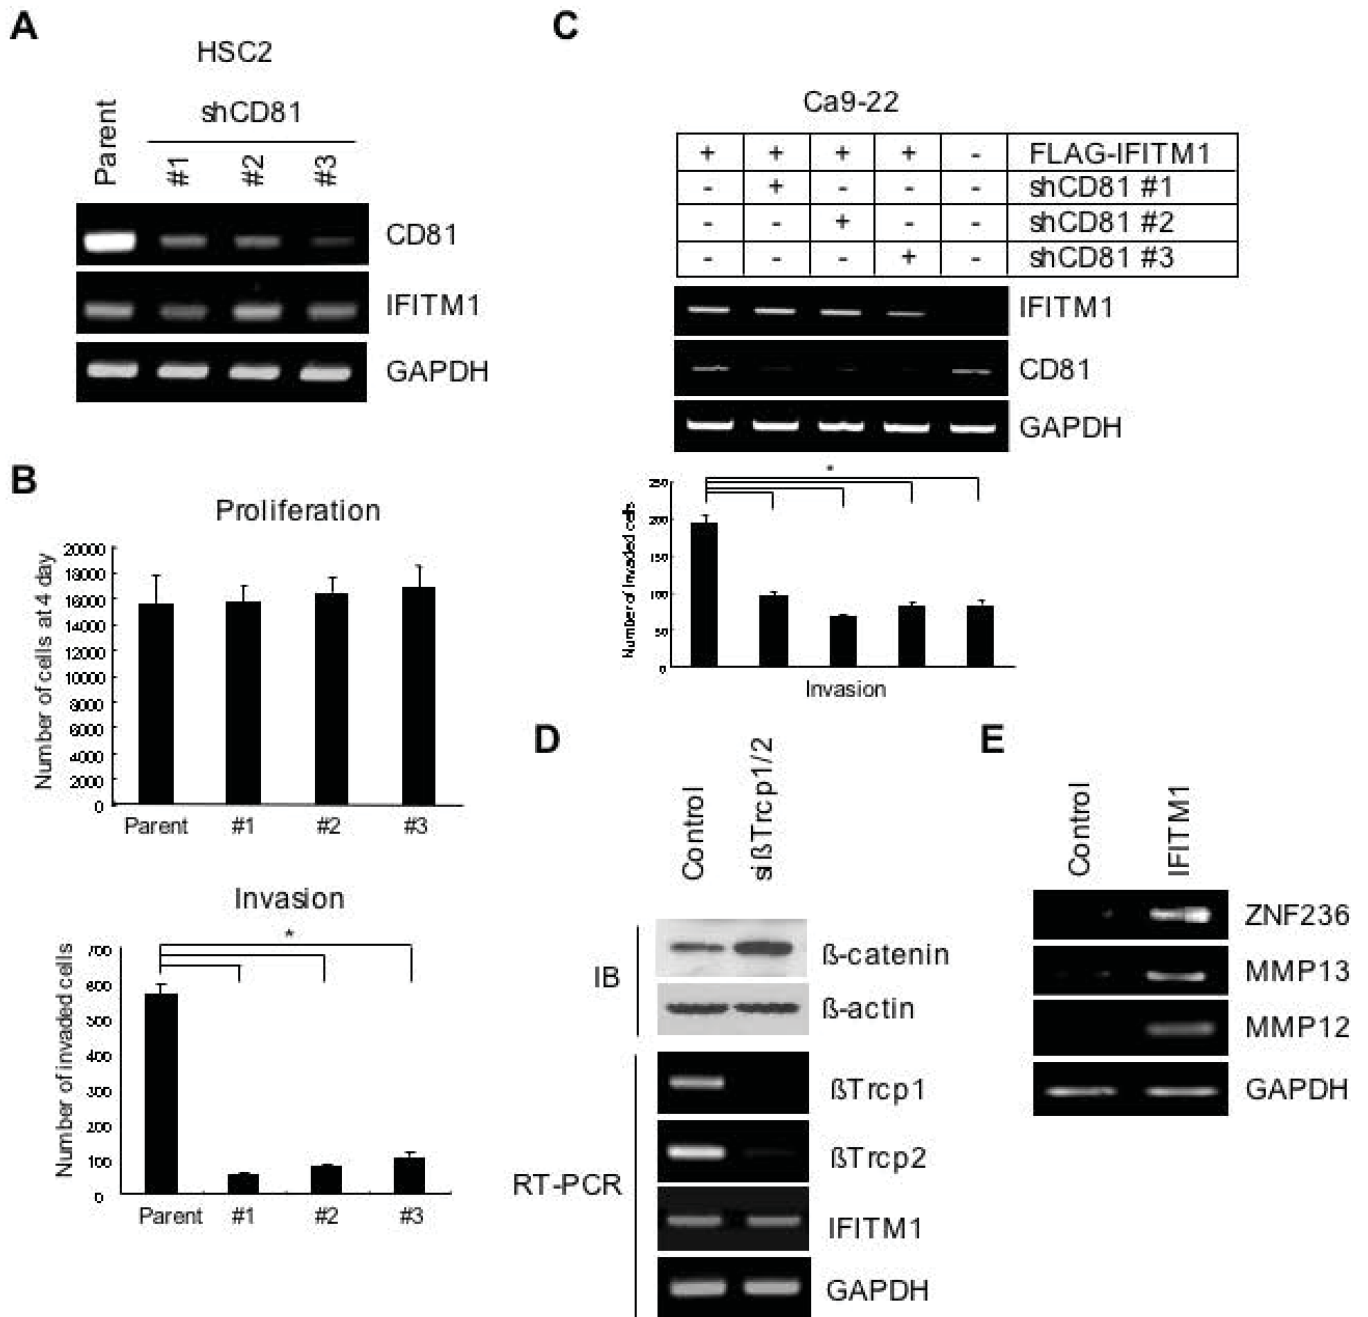 A
HSC2
Parent
shCD81
#1 #2 #3
CD81
IFITM1
GAPDH
B
Proliferation
Number of cells at 4 day
20000
18000
16000
14000
12000
10000
8000
6000
4000
2000
0
Parent #1 #2 #3
Invasion
*
Number of invaded cells
700
600
500
400
300
200
100
0
Parent #1 #2 #3
C
Ca9-22
+ + + + - FLAG-IFITM1
- + - - - shCD81 #1
- - + - - shCD81 #2
- - - + - shCD81 #3
IFITM1
CD81
GAPDH
*
Number of invaded cells
250
200
150
100
50
0
Invasion
D
Control
sißTrcp1/2
IB
ß-catenin
ß-actin
RT-PCR
ßTrcp1
ßTrcp2
IFITM1
GAPDH
E
Control
IFITM1
ZNF236
MMP13
MMP12
GAPDH